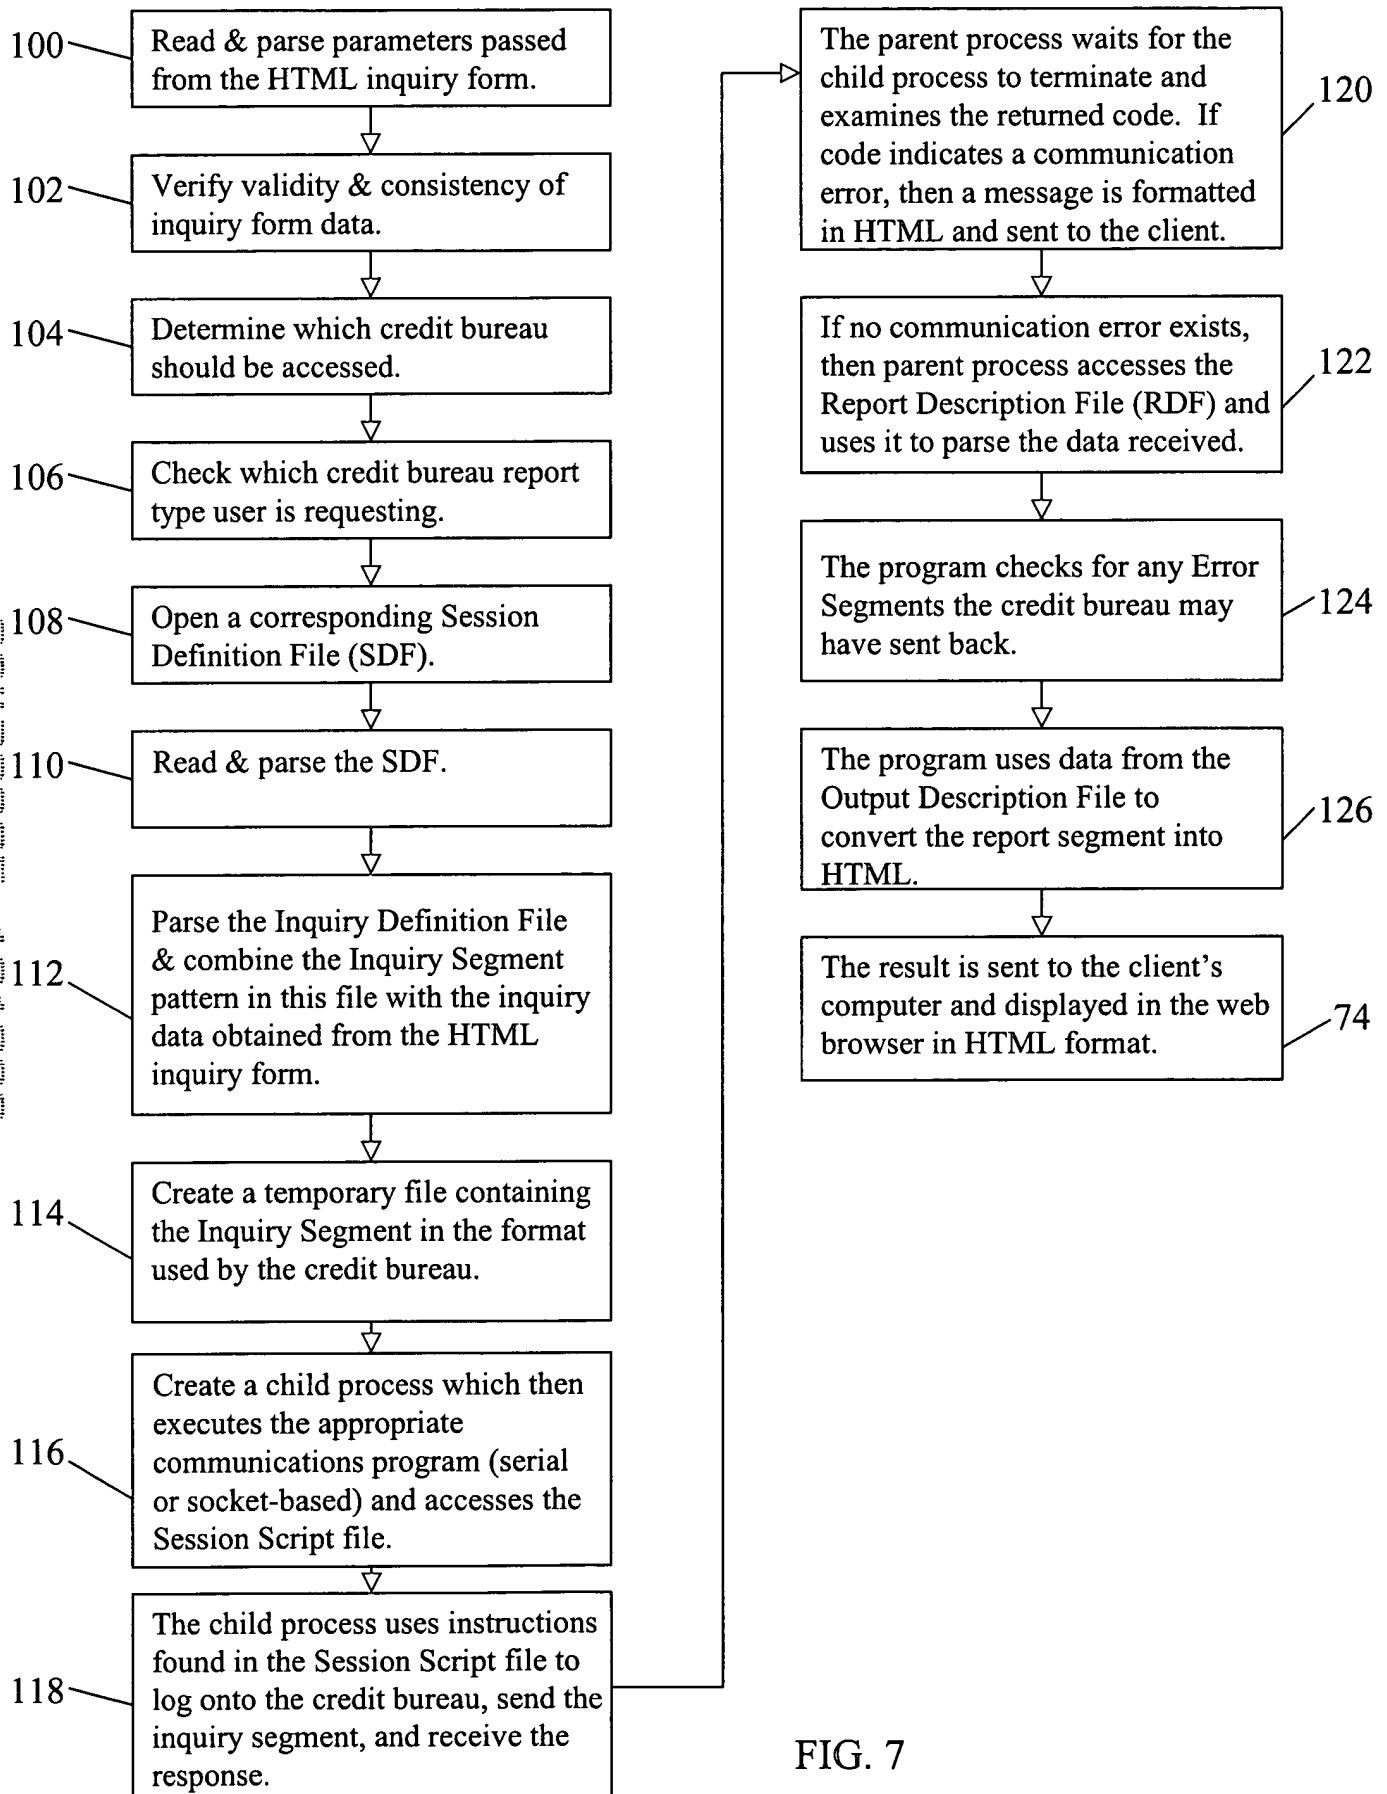 100
Read & parse parameters passed
from the HTML inquiry form.
102
Verify validity & consistency of
inquiry form data.
104
Determine which credit bureau
should be accessed.
106
Check which credit bureau report
type user is requesting.
108
Open a corresponding Session
Definition File (SDF).
110
Read & parse the SDF.
112
Parse the Inquiry Definition File
& combine the Inquiry Segment
pattern in this file with the inquiry
data obtained from the HTML
inquiry form.
114
Create a temporary file containing
the Inquiry Segment in the format
used by the credit bureau.
116
Create a child process which then
executes the appropriate
communications program (serial
or socket-based) and accesses the
Session Script file.
118
The child process uses instructions
found in the Session Script file to
log onto the credit bureau, send the
inquiry segment, and receive the
response.
The parent process waits for the
child process to terminate and
examines the returned code. If
code indicates a communication
error, then a message is formatted
in HTML and sent to the client.
120
If no communication error exists,
then parent process accesses the
Report Description File (RDF) and
uses it to parse the data received.
122
The program checks for any Error
Segments the credit bureau may
have sent back.
124
The program uses data from the
Output Description File to
convert the report segment into
HTML.
126
The result is sent to the client's
computer and displayed in the web
browser in HTML format.
74
FIG. 7